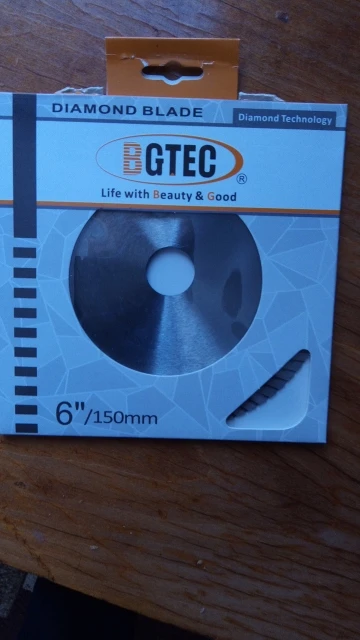 DIAMOND BLADE
Diamond Technology
BGTEC ®
Life with Beauty & Good
6"/150mm